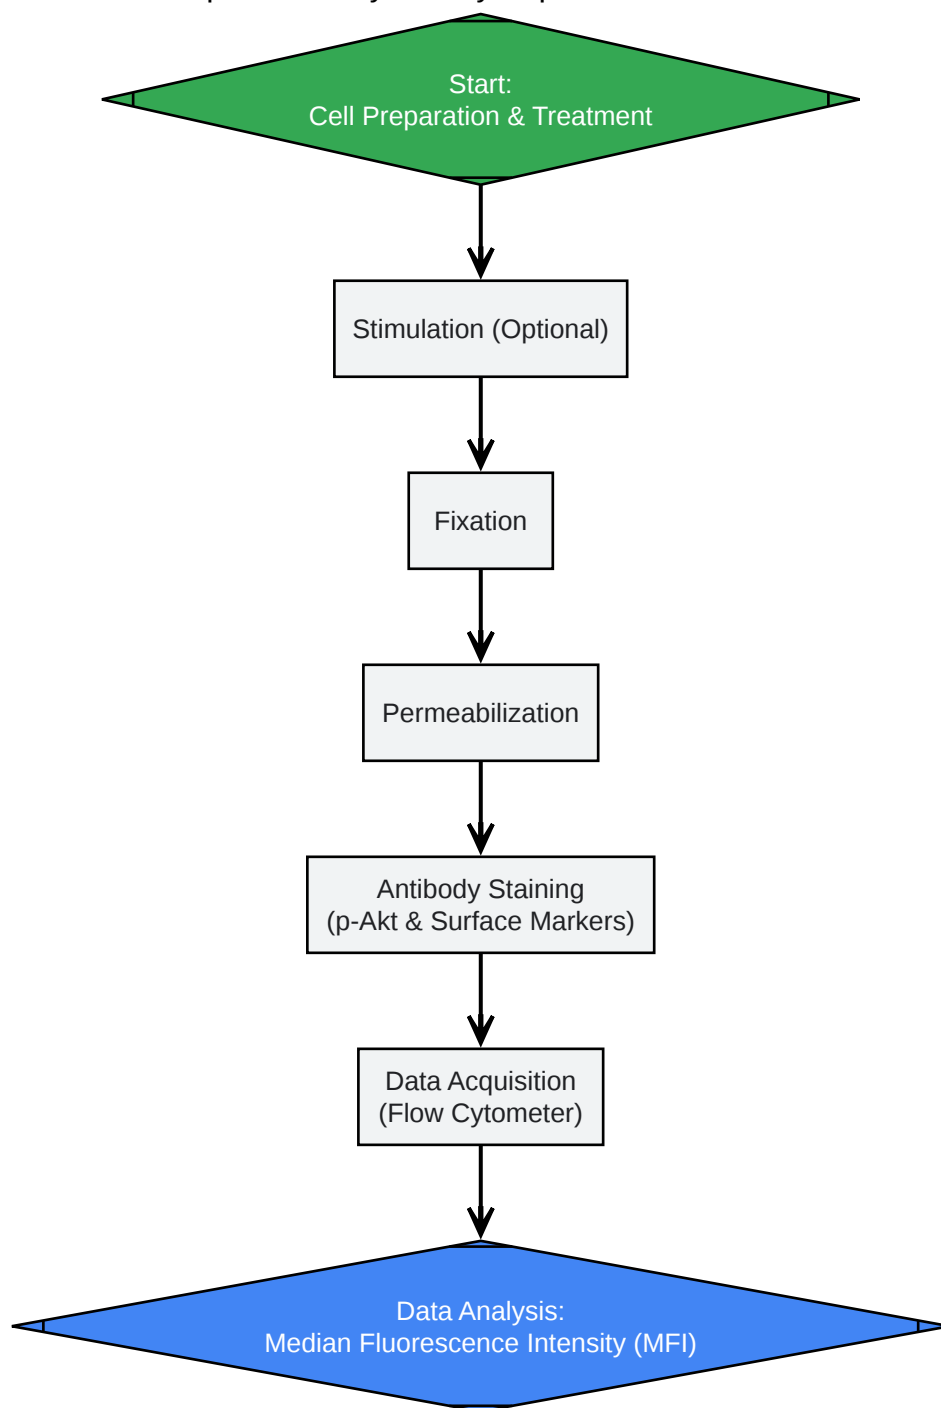 Start:
Cell Preparation & Treatment
Stimulation (Optional)
Fixation
Permeabilization
Antibody Staining
(p-Akt & Surface Markers)
Data Acquisition
(Flow Cytometer)
Data Analysis:
Median Fluorescence Intensity (MFI)